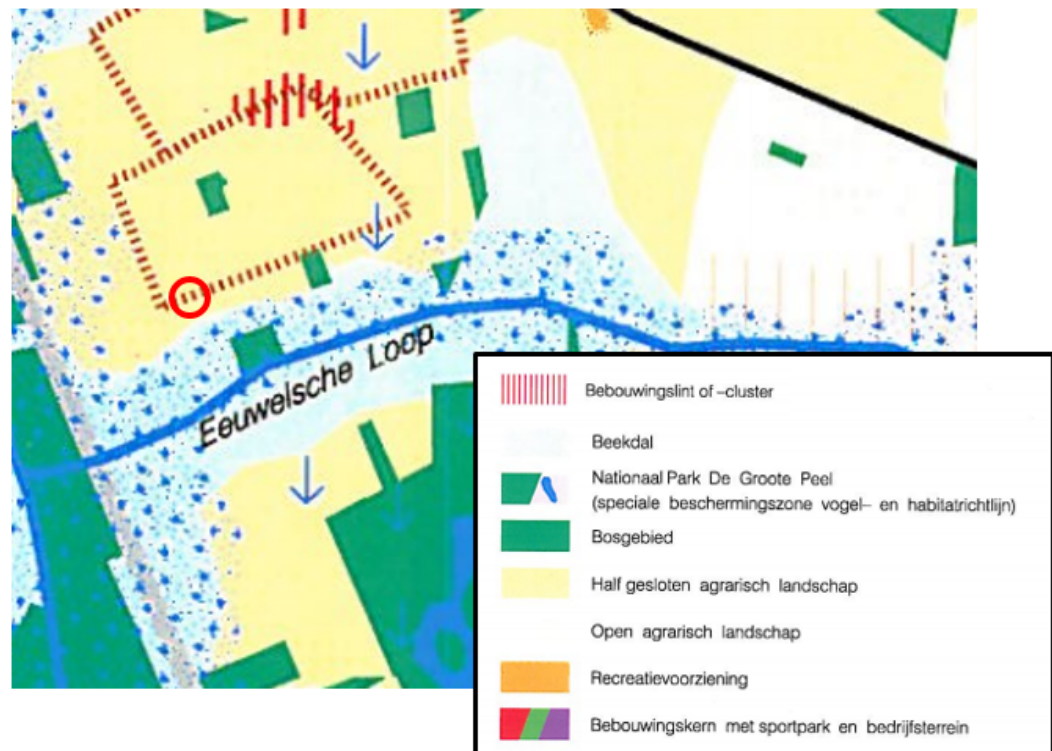 Eeuwelsche Loop
Bebouwingslint of –cluster
Beekdal
Nationaal Park De Groote Peel
(speciale beschermingszone vogel– en habitatrichtlijn)
Bosgebied
Half gesloten agrarisch landschap
Open agrarisch landschap
Recreatievoorziening
Bebouwingskern met sportpark en bedrijfsterrein